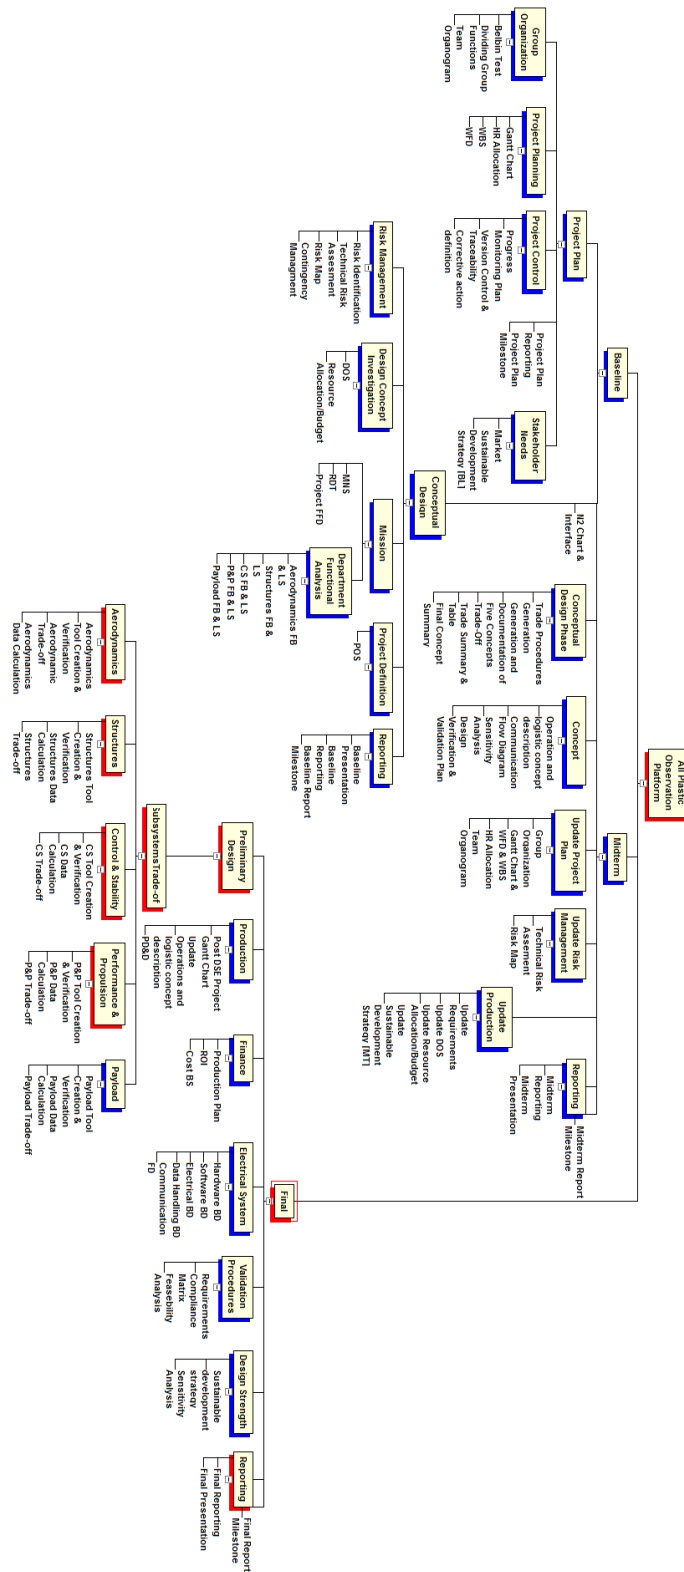 All Plastic
Observation
Platform
Baseline
Project Plan
Group
Organization
Belbin Test
Dividing Group
Functions
Team
Organogram
Project Planning
Gantt Chart
HR Allocation
WBS
WFD
Project Control
Progress
Monitoring Plan
Version Control &
Traceability
Corrective action
definition
Project Plan
Reporting
Project Plan
Milestone
Stakeholder
Needs
Market
Sustainable
Development
Strategy [BL]
Conceptual
Design
Risk Management
Risk Identification
Technical Risk
Assesment
Risk Map
Contingency
Managment
Design Concept
Investigation
DOS
Resource
Allocation/Budget
Mission
MNS
RDT
Project FFD
Department
Functional
Analysis
Aerodynamics FB
& LS
Structures FB &
LS
CS FB & LS
P&P FB & LS
Payload FB & LS
Project Definition
POS
Reporting
Baseline
Presentation
Baseline
Reporting
Baseline Report
Milestone
N2 Chart &
Interface
Midterm
Conceptual
Design Phase
Trade Procedures
Generation
Generation and
Documentation of
Five Concepts
Trade-Off
Trade Summary &
Table
Final Concept
Summary
Concept
Operation and
logistic concept
description
Communication
Flow Diagram
Sensitivity
Analysis
Design
Verification &
Validation Plan
Update Project
Plan
Group
Organization
Gantt Chart &
WFD & WBS
HR Allocation
Team
Organogram
Update Risk
Management
Technical Risk
Assement
Risk Map
Update
Production
Update
Requirements
Update DOS
Update Resource
Allocation/Budget
Update
Sustainable
Development
Strategy [MT]
Reporting
Midterm
Reporting
Midterm
Presentation
Midterm Report
Milestone
Final
Preliminary
Design
SubsystemsTrade-of
Aerodynamics
Aerodynamics
Tool Creation &
Verification
Aerodynamic
Trade-off
Aerodynamics
Data Calculation
Structures
Structures Tool
Creation &
Verification
Structures Data
Calculation
Structures
Trade-off
Control & Stability
CS Tool Creation
& Verification
CS Data
Calculation
CS Trade-off
Performance &
Propulsion
P&P Tool Creation
& Verification
P&P Data
Calculation
P&P Trade-off
Payload
Payload Tool
Creation &
Verification
Payload Data
Calculation
Payload Trade-off
Production
Post DSE Project
Gantt Chart
Update
Operations and
logistic concept
description
PD&D
Finance
Production Plan
ROI
Cost BS
Electrical System
Hardware BD
Software BD
Electrical BD
Data Handling BD
Communication
FD
Validation
Procedures
Requirements
Compliance
Matrix
Feasebility
Analysis
Design Strength
Sustainable
development
strategy
Sensitivity
Analysis
Reporting
Final Reporting
Final Presentation
Final Report
Milestone